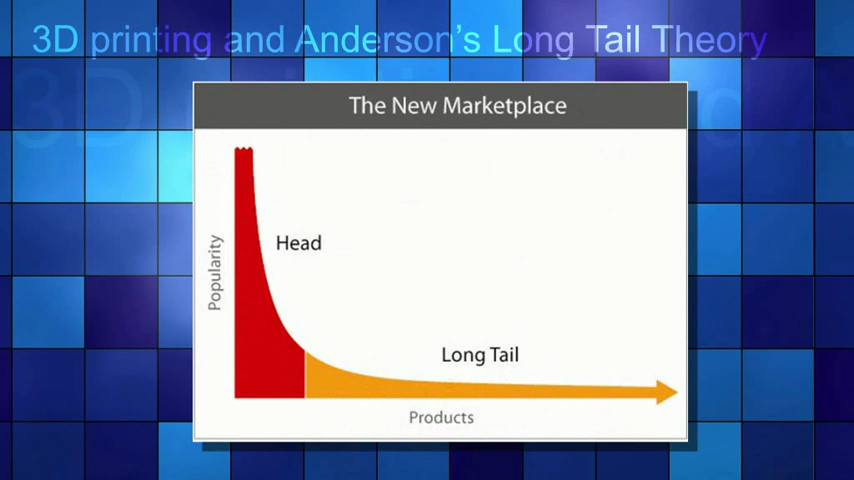 3D printing and Anderson's Long Tail Theory
The New Marketplace
Head
Popularity
Long Tail
Products